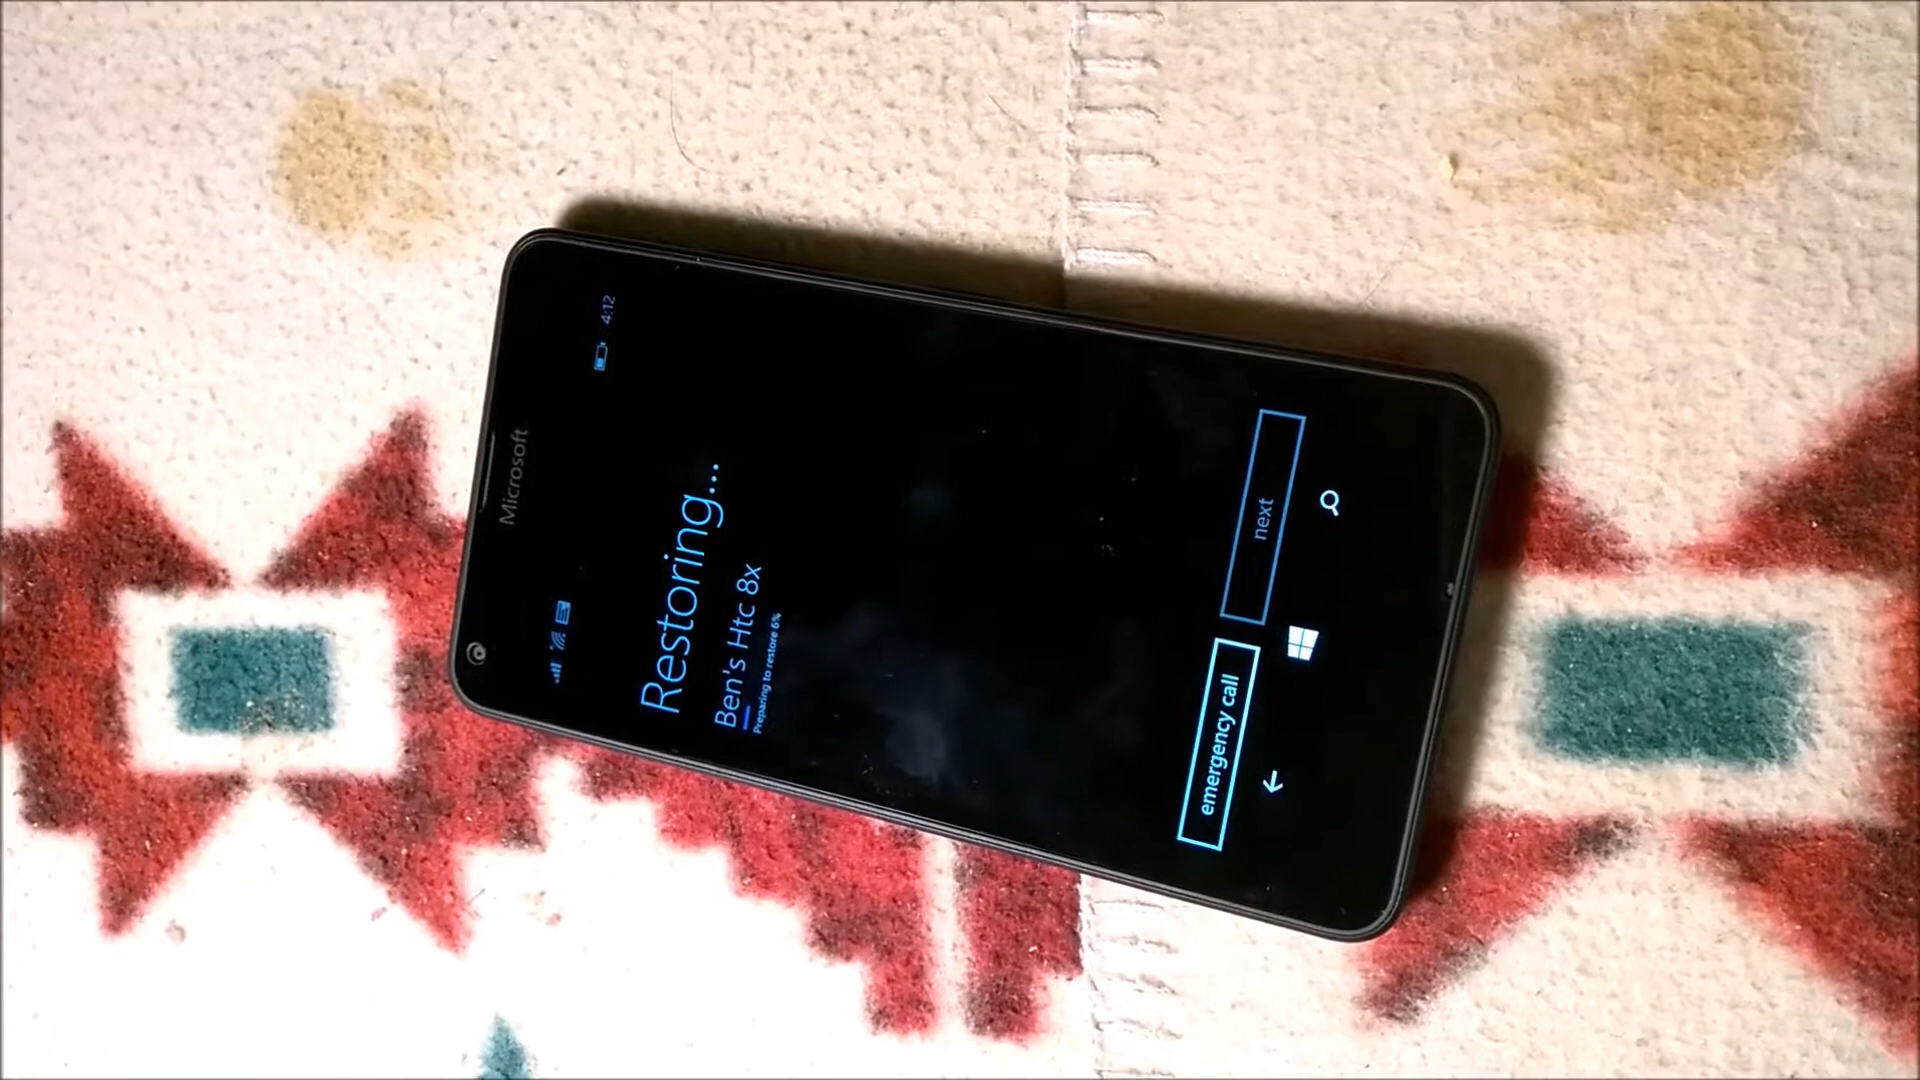 Microsoft
4:12
Restoring...
Ben's Htc 8x
Preparing to restore 6%
emergency call
next